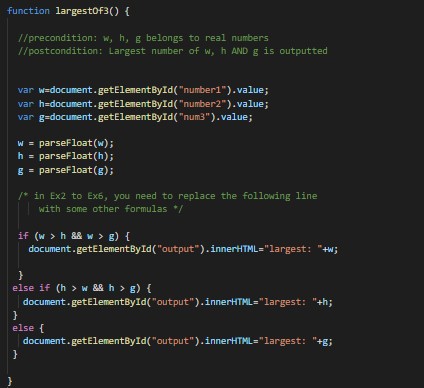 function largestOf3() {
//precondition: w, h, g belongs to real numbers
//postcondition: Largest number of w, h AND g is outputted
var w=document.getElementById("number1").value;
var h=document.getElementById("number2").value;
var g=document.getElementById("num3").value;
w = parseFloat(w);
h = parseFloat(h);
g = parseFloat(g);
/* in Ex2 to Ex6, you need to replace the following line
with some other formulas */
if (w > h && w > g) {
document.getElementById("output").innerHTML="largest: "+w;
}
else if (h > w && h > g) {
document.getElementById("output").innerHTML="largest: "+h;
}
else {
document.getElementById("output").innerHTML="largest: "+g;
}
}